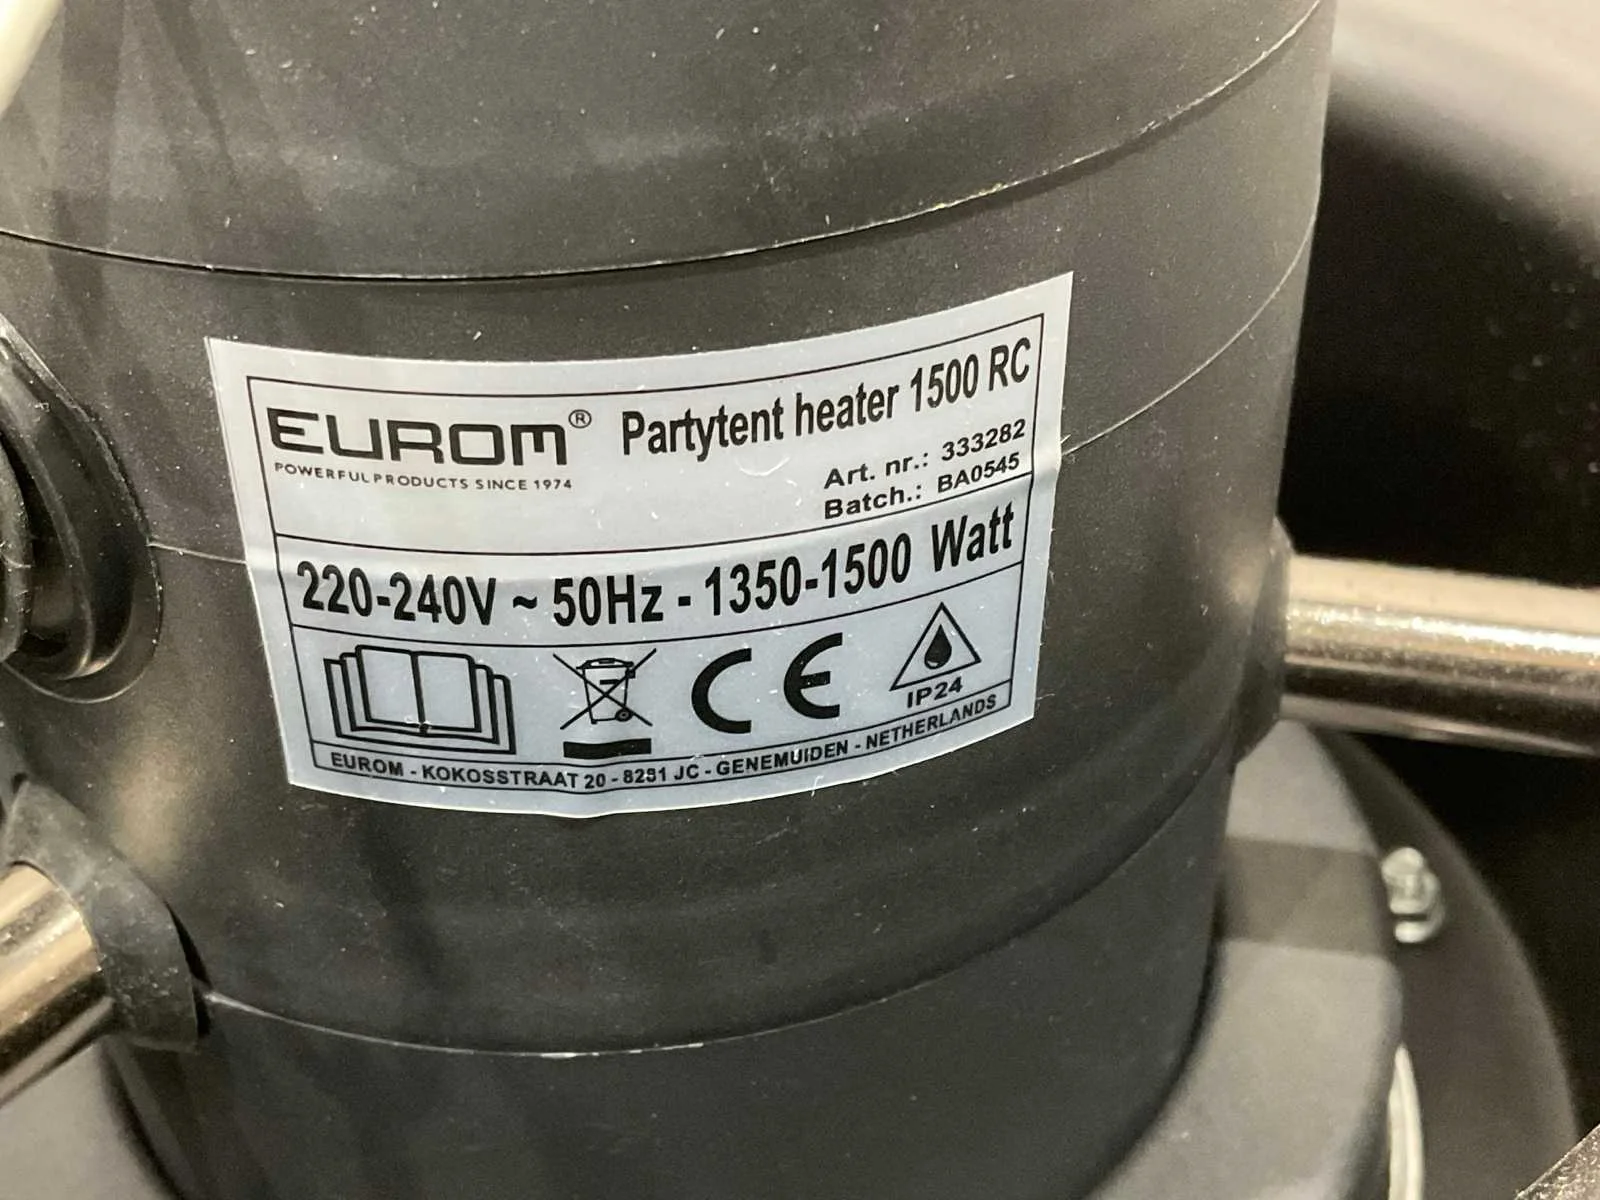 EUROM®
POWERFUL PRODUCTS SINCE 1974
Partytent heater 1500 RC
Art. nr.: 333282
Batch.: BA0545
220-240V ~ 50Hz - 1350-1500 Watt
CE
IP24
EUROM - KOKOSSTRAAT 20 - 8281 JC - GENEMUIDEN - NETHERLANDS